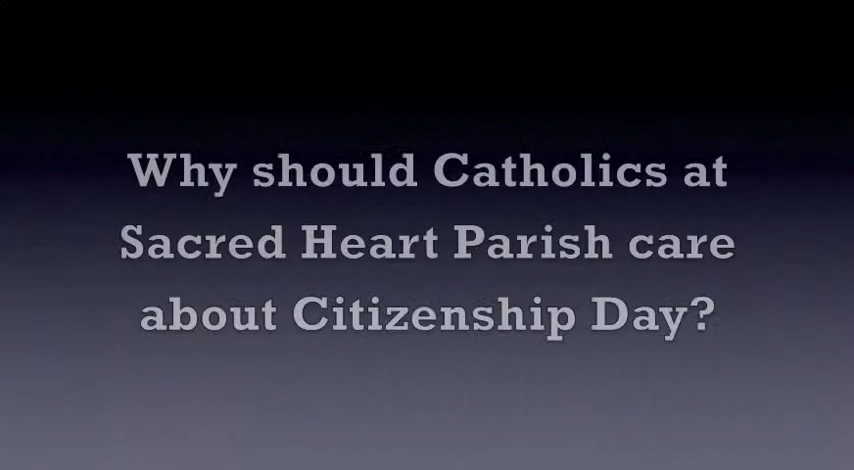 Why should Catholics at
Sacred Heart Parish care
about Citizenship Day?